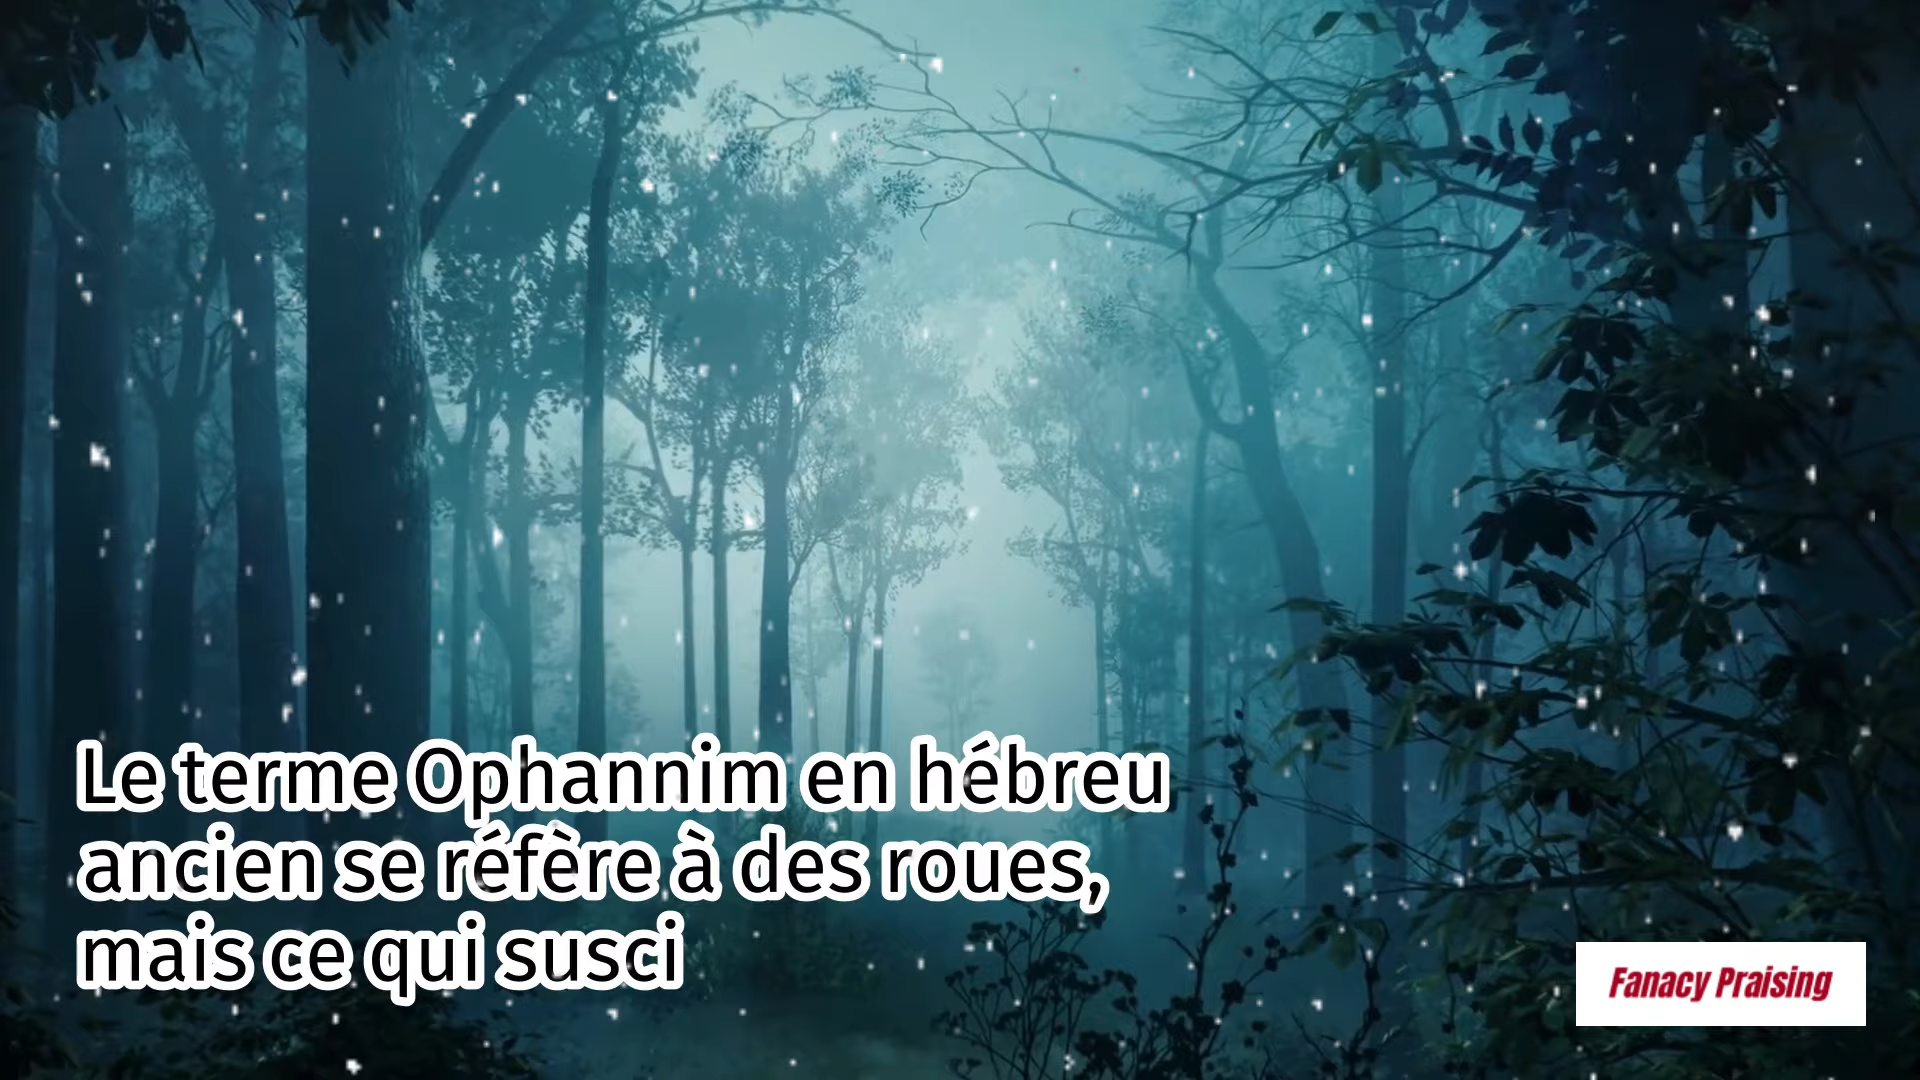 Le terme Ophannim en hébreu
ancien se réfère à des roues,
mais ce qui susci
Fanacy Praising